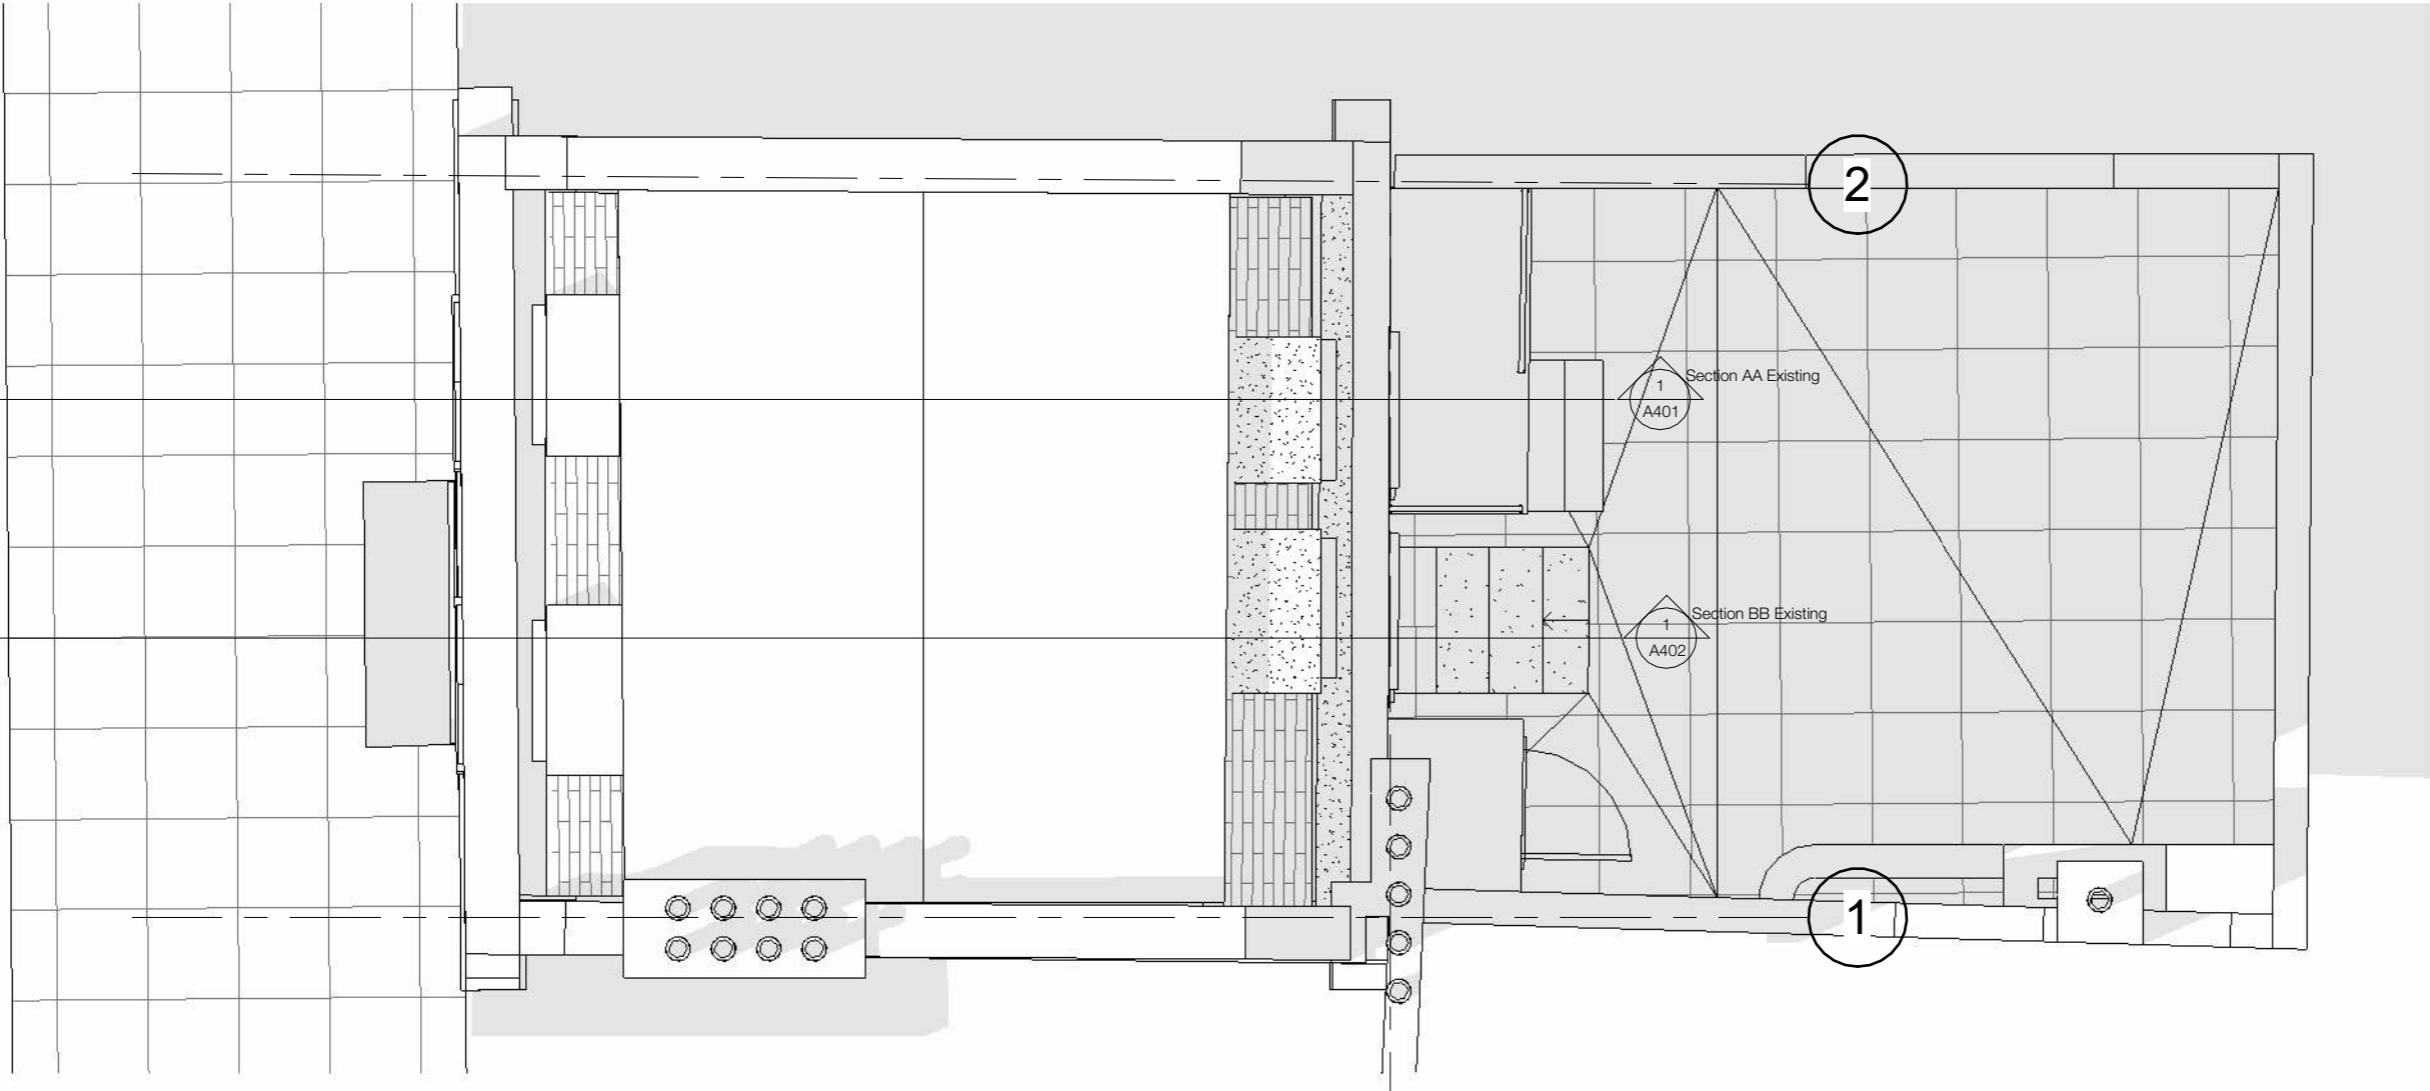 2
Section AA Existing
1
A401
Section BB Existing
1
A402
1